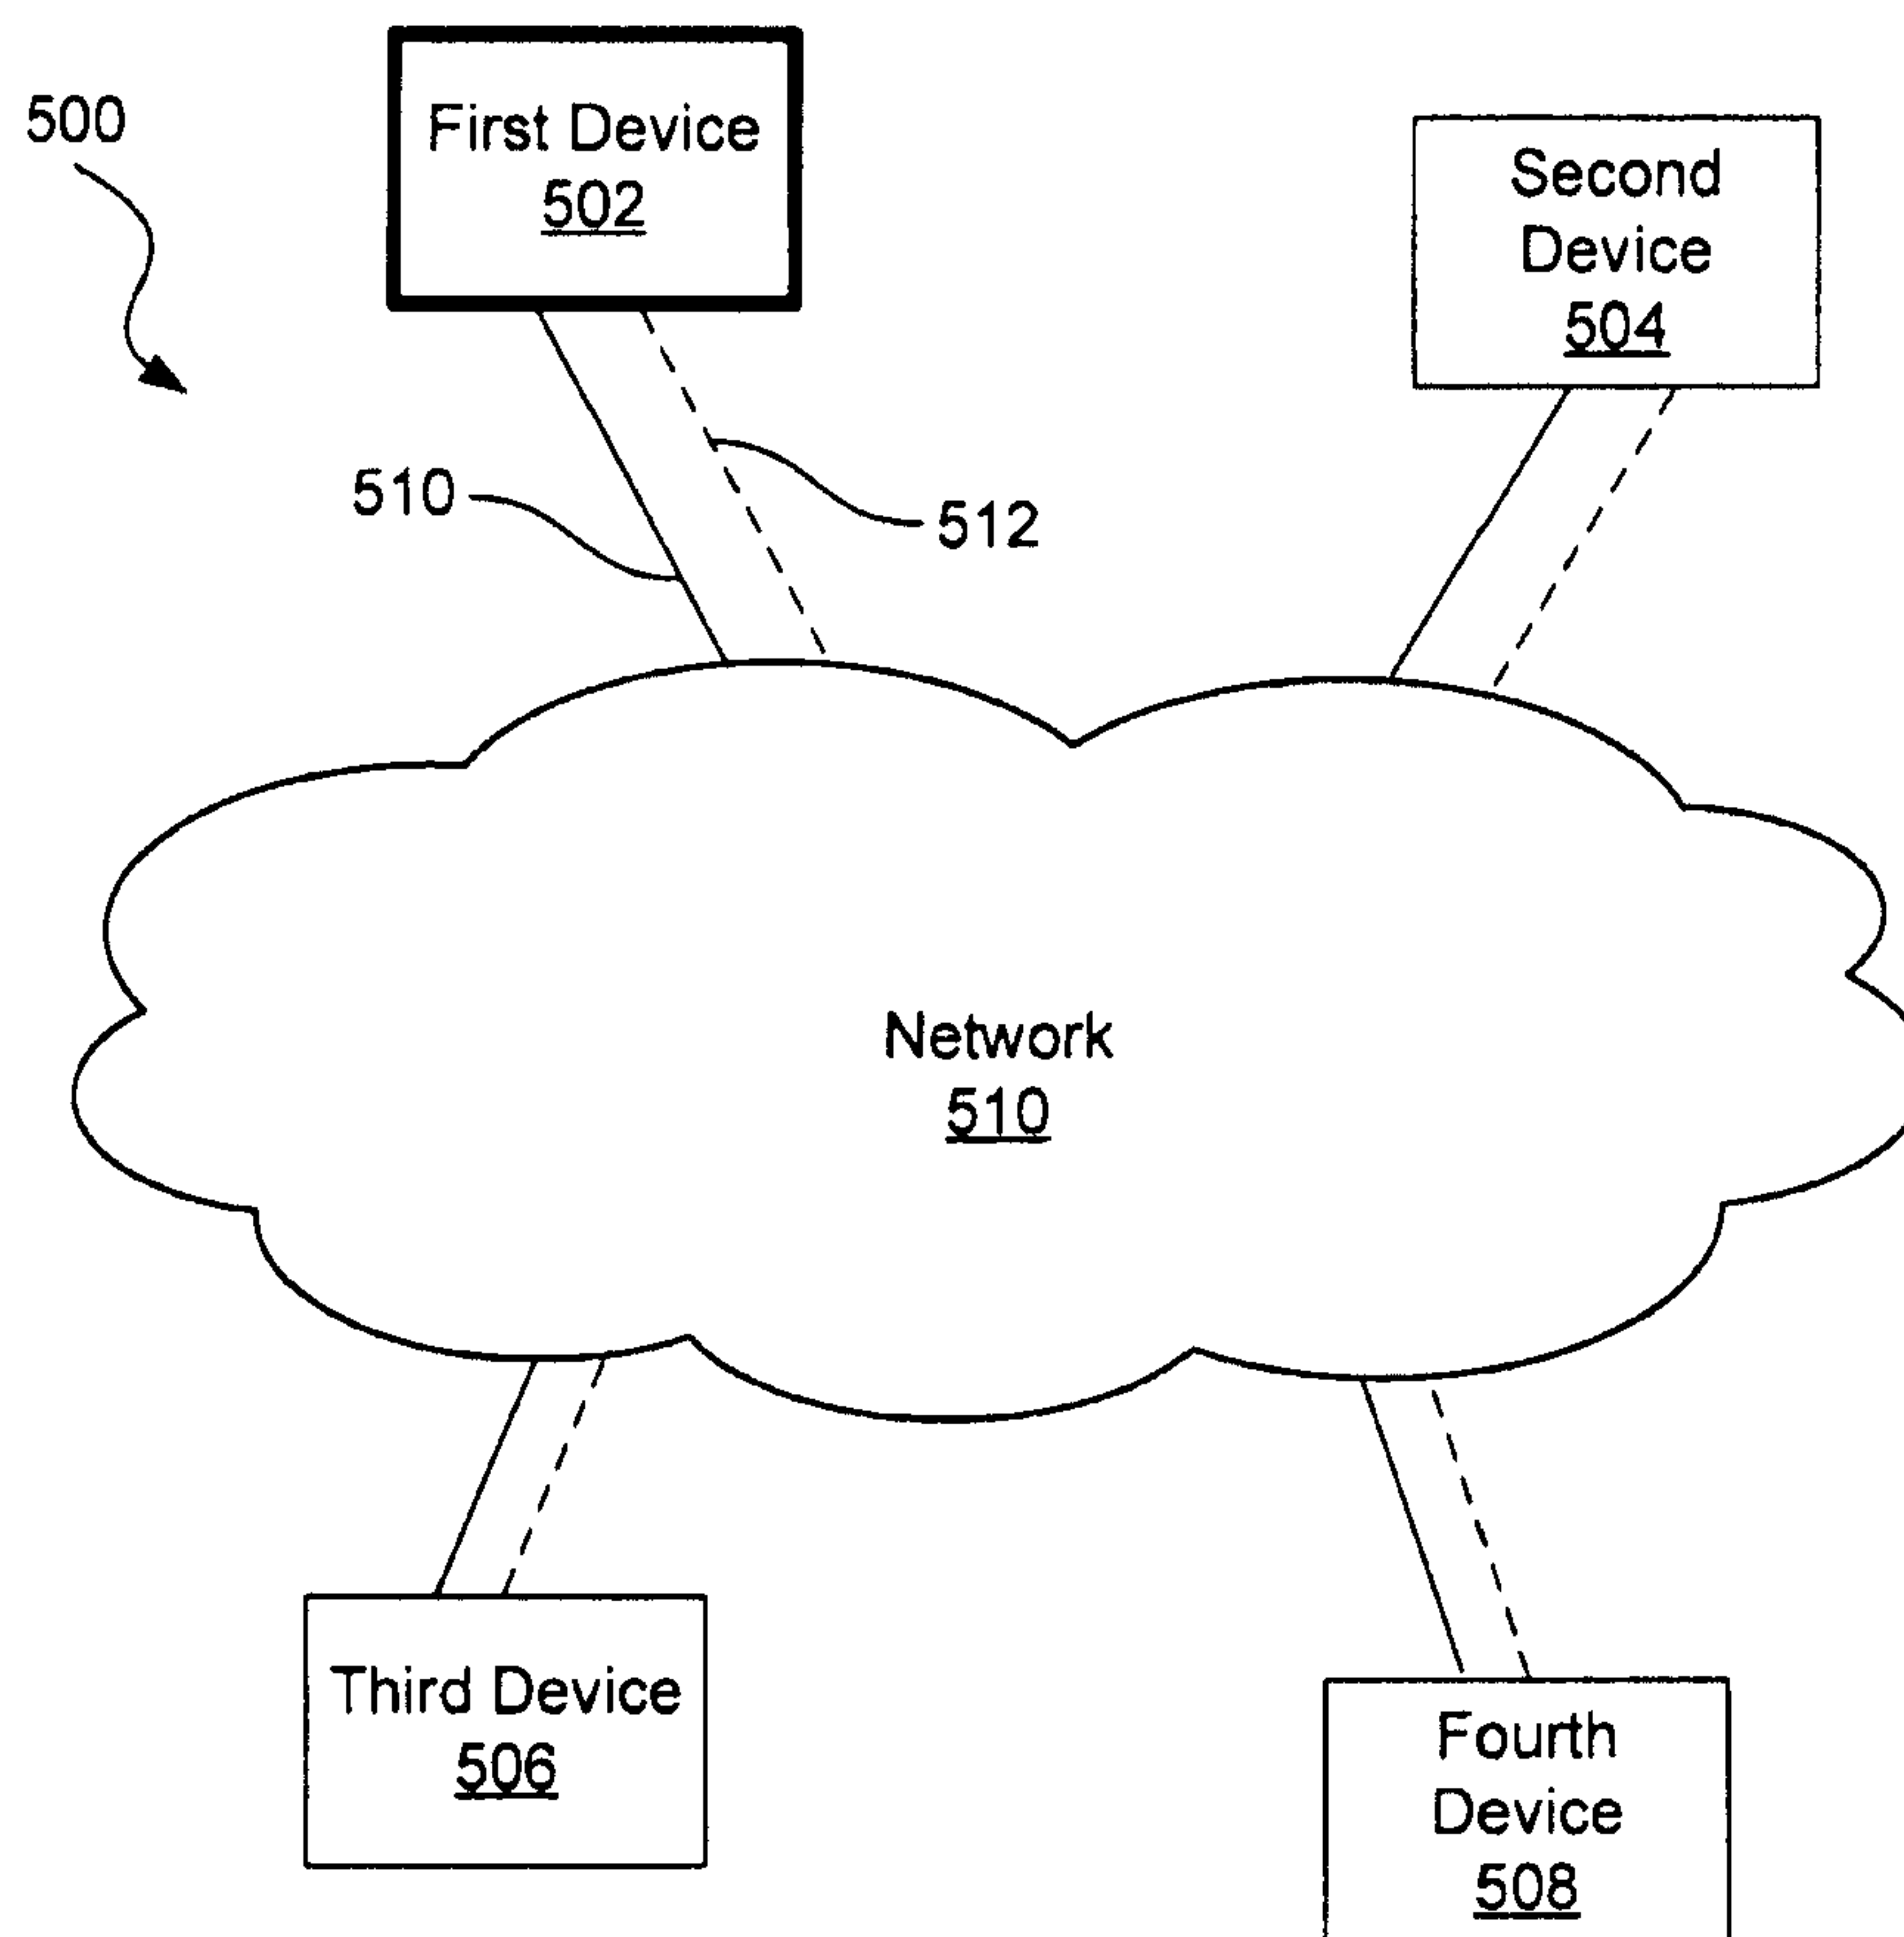 500
First Device
502
Second
Device
504
510
512
Network
510
Third Device
506
Fourth
Device
508